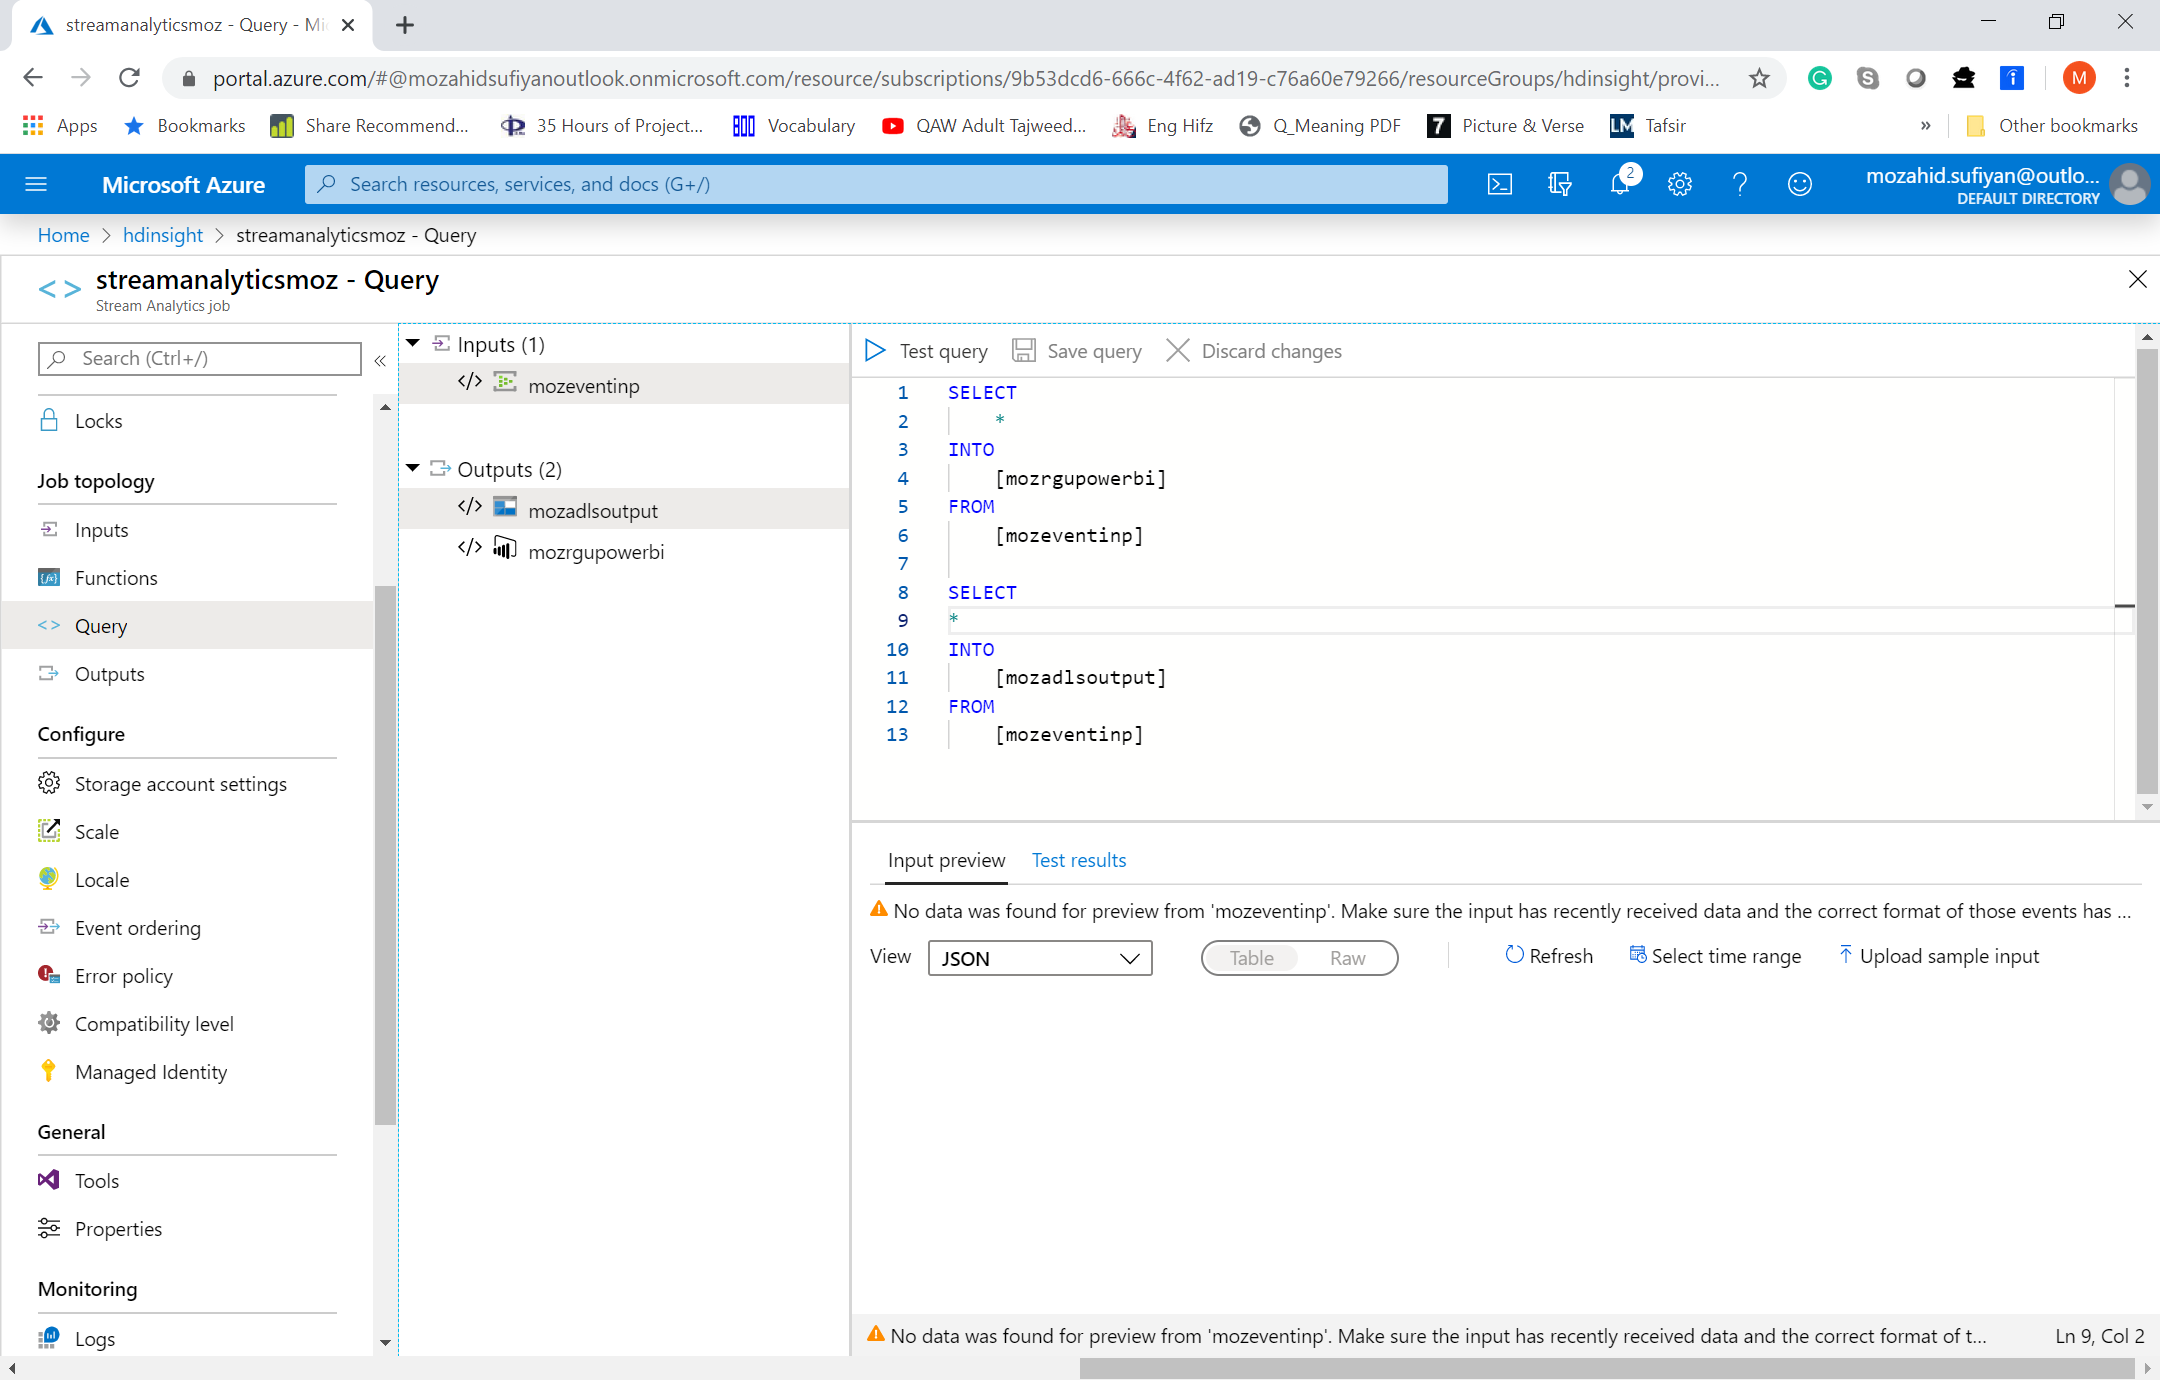 streamanalyticsmoz - Query - Mi
portal.azure.com/#@mozahidsufiyanoutlook.onmicrosoft.com/resource/subscriptions/9b53dcd6-666c-4f62-ad19-c76a60e79266/resourceGroups/hdinsight/provi...
M
Apps
Bookmarks
Share Recommend...
35 Hours of Project...
Vocabulary
QAW Adult Tajweed...
Eng Hifz
Q_Meaning PDF
7
Picture & Verse
LM
Tafsir
»
Other bookmarks
Microsoft Azure
Search resources, services, and docs (G+/)
2
mozahid.sufiyan@outlo...
DEFAULT DIRECTORY
Home > hdinsight > streamanalyticsmoz - Query
streamanalyticsmoz - Query
Stream Analytics job
Search (Ctrl+/)
«
Locks
Job topology
Inputs
Functions
Query
Outputs
Configure
Storage account settings
Scale
Locale
Event ordering
Error policy
Compatibility level
Managed Identity
General
Tools
Properties
Monitoring
Logs
Inputs (1)
</> mozeventinp
Outputs (2)
</> mozadlsoutput
</> mozrgupowerbi
Test query
Save query
Discard changes
1 SELECT
2 *
3 INTO
4 [mozrgupowerbi]
5 FROM
6 [mozeventinp]
7
8 SELECT
9 *
10 INTO
11 [mozadlsoutput]
12 FROM
13 [mozeventinp]
Input preview
Test results
No data was found for preview from 'mozeventinp'. Make sure the input has recently received data and the correct format of those events has ...
View
JSON
Table
Raw
Refresh
Select time range
Upload sample input
No data was found for preview from 'mozeventinp'. Make sure the input has recently received data and the correct format of t...
Ln 9, Col 2